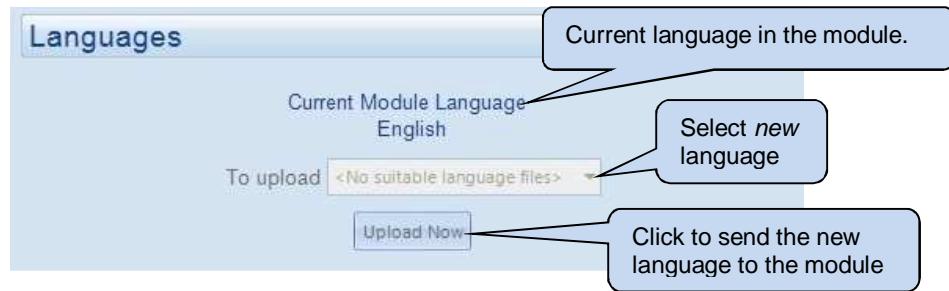 Languages
Current language in the module.
Current Module Language
English
Select new
language
To upload <No suitable language files>
Upload Now
Click to send the new
language to the module